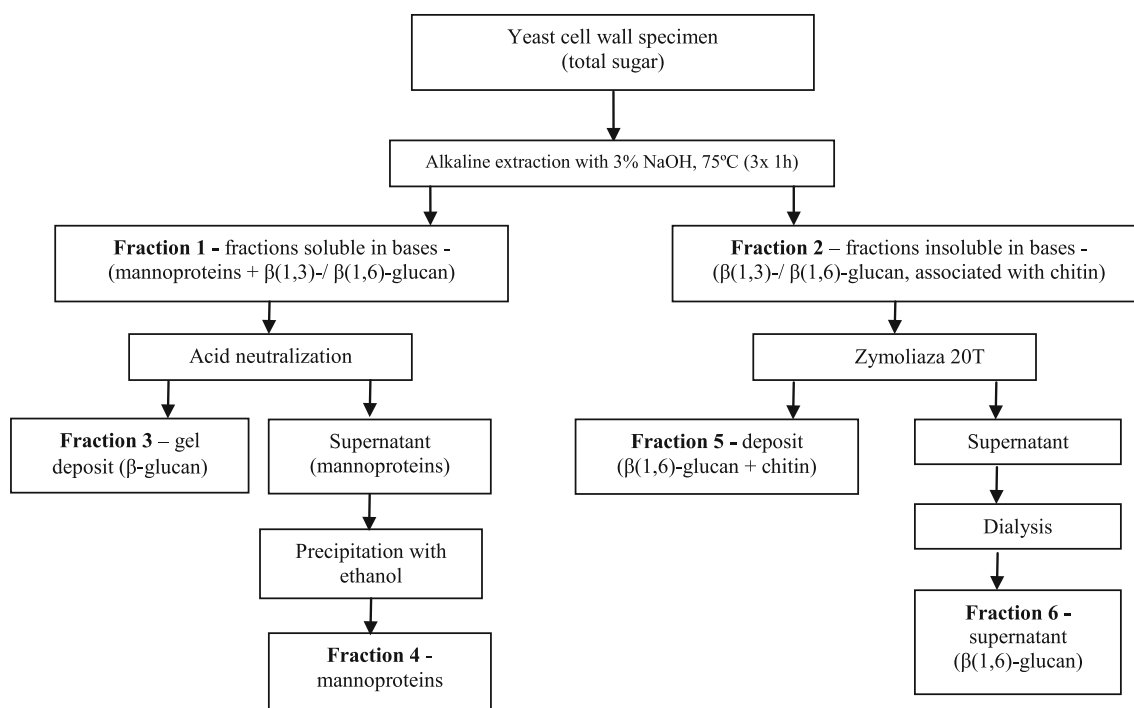 Yeast cell wall specimen
(total sugar)
Alkaline extraction with 3% NaOH, 75ºC (3x 1h)
Fraction 1 - fractions soluble in bases -
(mannoproteins + β(1,3)-/ β(1,6)-glucan)
Fraction 2 – fractions insoluble in bases -
(β(1,3)-/ β(1,6)-glucan, associated with chitin)
Acid neutralization
Zymoliaza 20T
Fraction 3 – gel
deposit (β-glucan)
Supernatant
(mannoproteins)
Fraction 5 - deposit
(β(1,6)-glucan + chitin)
Supernatant
Precipitation with
ethanol
Dialysis
Fraction 4 -
mannoproteins
Fraction 6 -
supernatant
(β(1,6)-glucan)